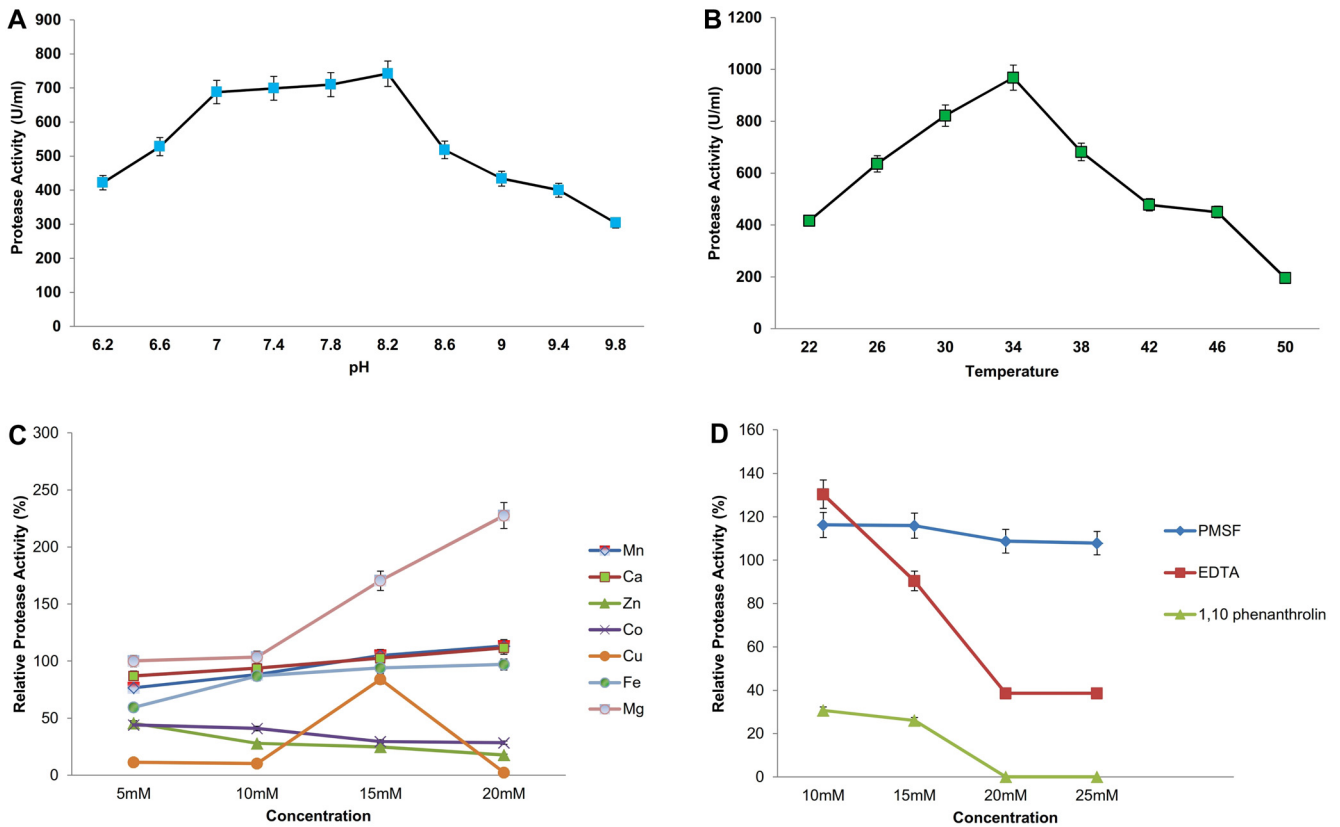 A
Protease Activity (U/ml)
900
800
700
600
500
400
300
200
100
0
6.2 6.6 7 7.4 7.8 8.2 8.6 9 9.4 9.8
pH
B
Protease Activity (U/ml)
1200
1000
800
600
400
200
0
22 26 30 34 38 42 46 50
Temperature
C
Relative Protease Activity (%)
300
250
200
150
100
50
0
5mM 10mM 15mM 20mM
Concentration
Mn
Ca
Zn
Co
Cu
Fe
Mg
D
Relative Protease Activity (%)
160
140
120
100
80
60
40
20
0
10mM 15mM 20mM 25mM
Concentration
PMSF
EDTA
1,10 phenanthrolin